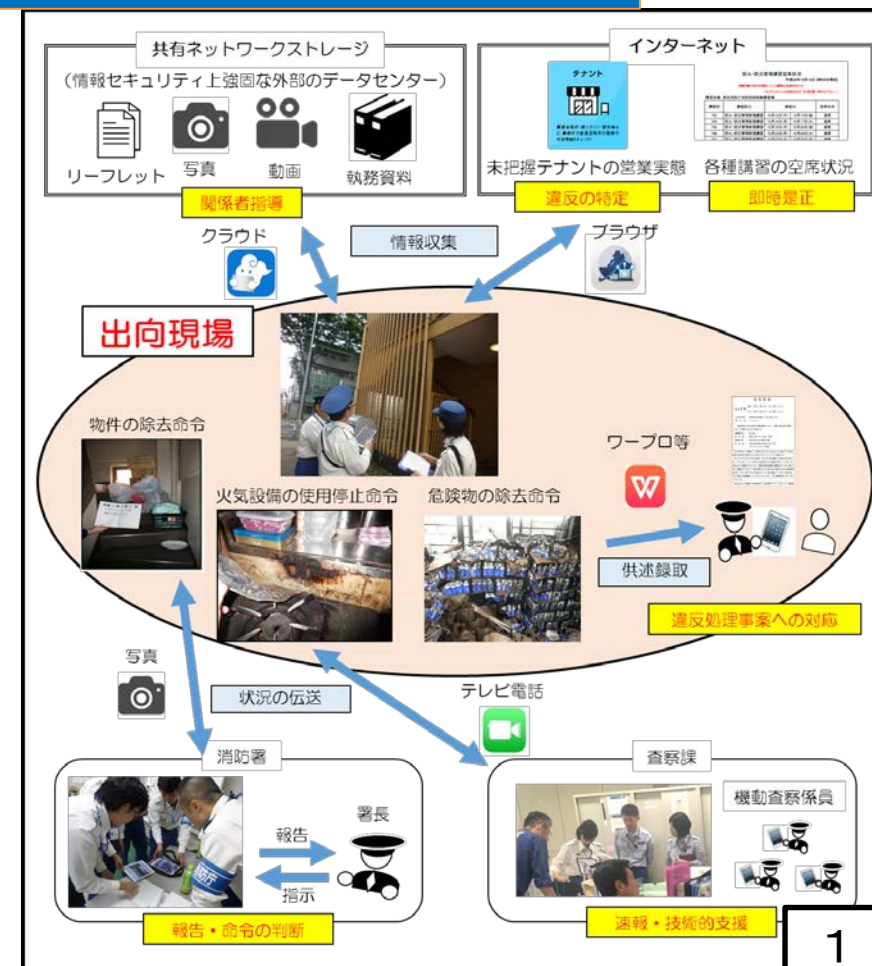 共有ネットワークストレージ
(情報セキュリティ上強固な外部のデータセンター)
リーフレット
写真
動画
執務資料
関係者指導
インターネット
テナント
未把握テナントの営業実態
各種講習の空席状況
違反の特定
即時是正
クラウド
情報収集
ブラウザ
出向現場
物件の除去命令
火気設備の使用停止命令
危険物の除去命令
ワープロ等
供述録取
違反処理事案への対応
写真
状況の伝送
テレビ電話
消防署
署長
報告
指示
報告・命令の判断
査察課
機動査察係員
速報・技術的支援
1